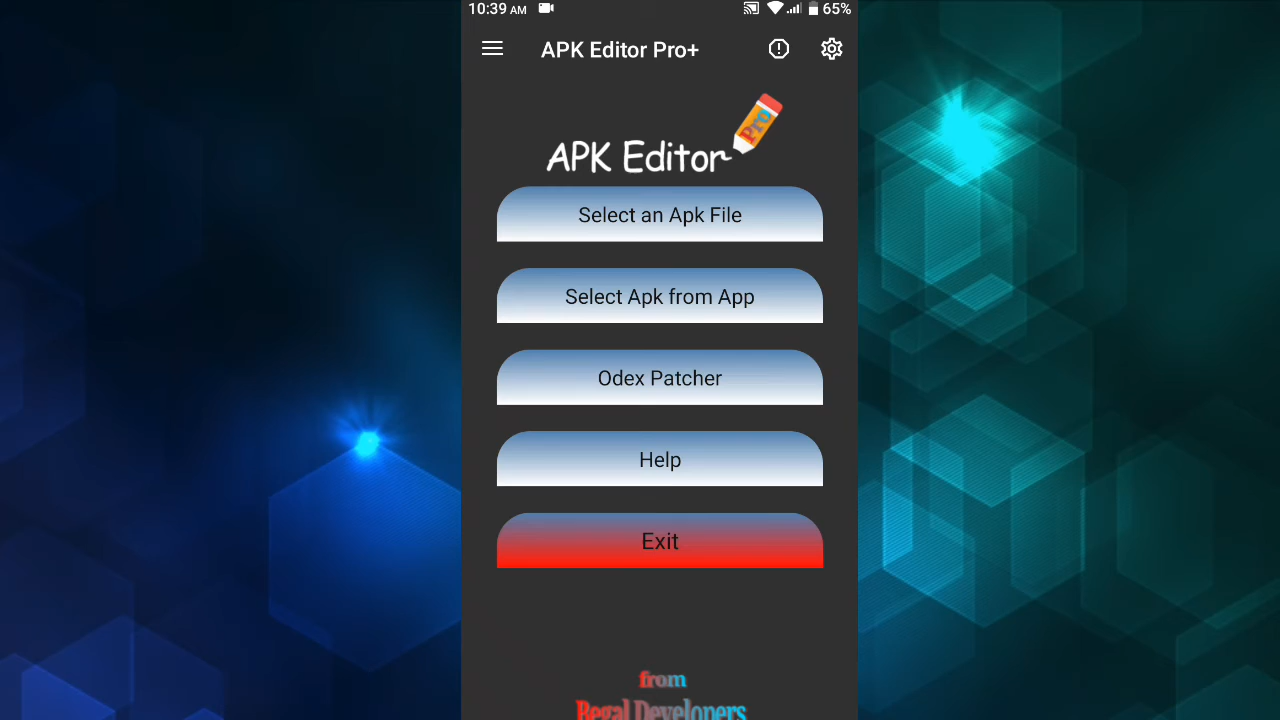 10:39 AM 65%
APK Editor Pro+
Pro
APK Editor
Select an Apk File
Select Apk from App
Odex Patcher
Help
Exit
from
Regal Developers